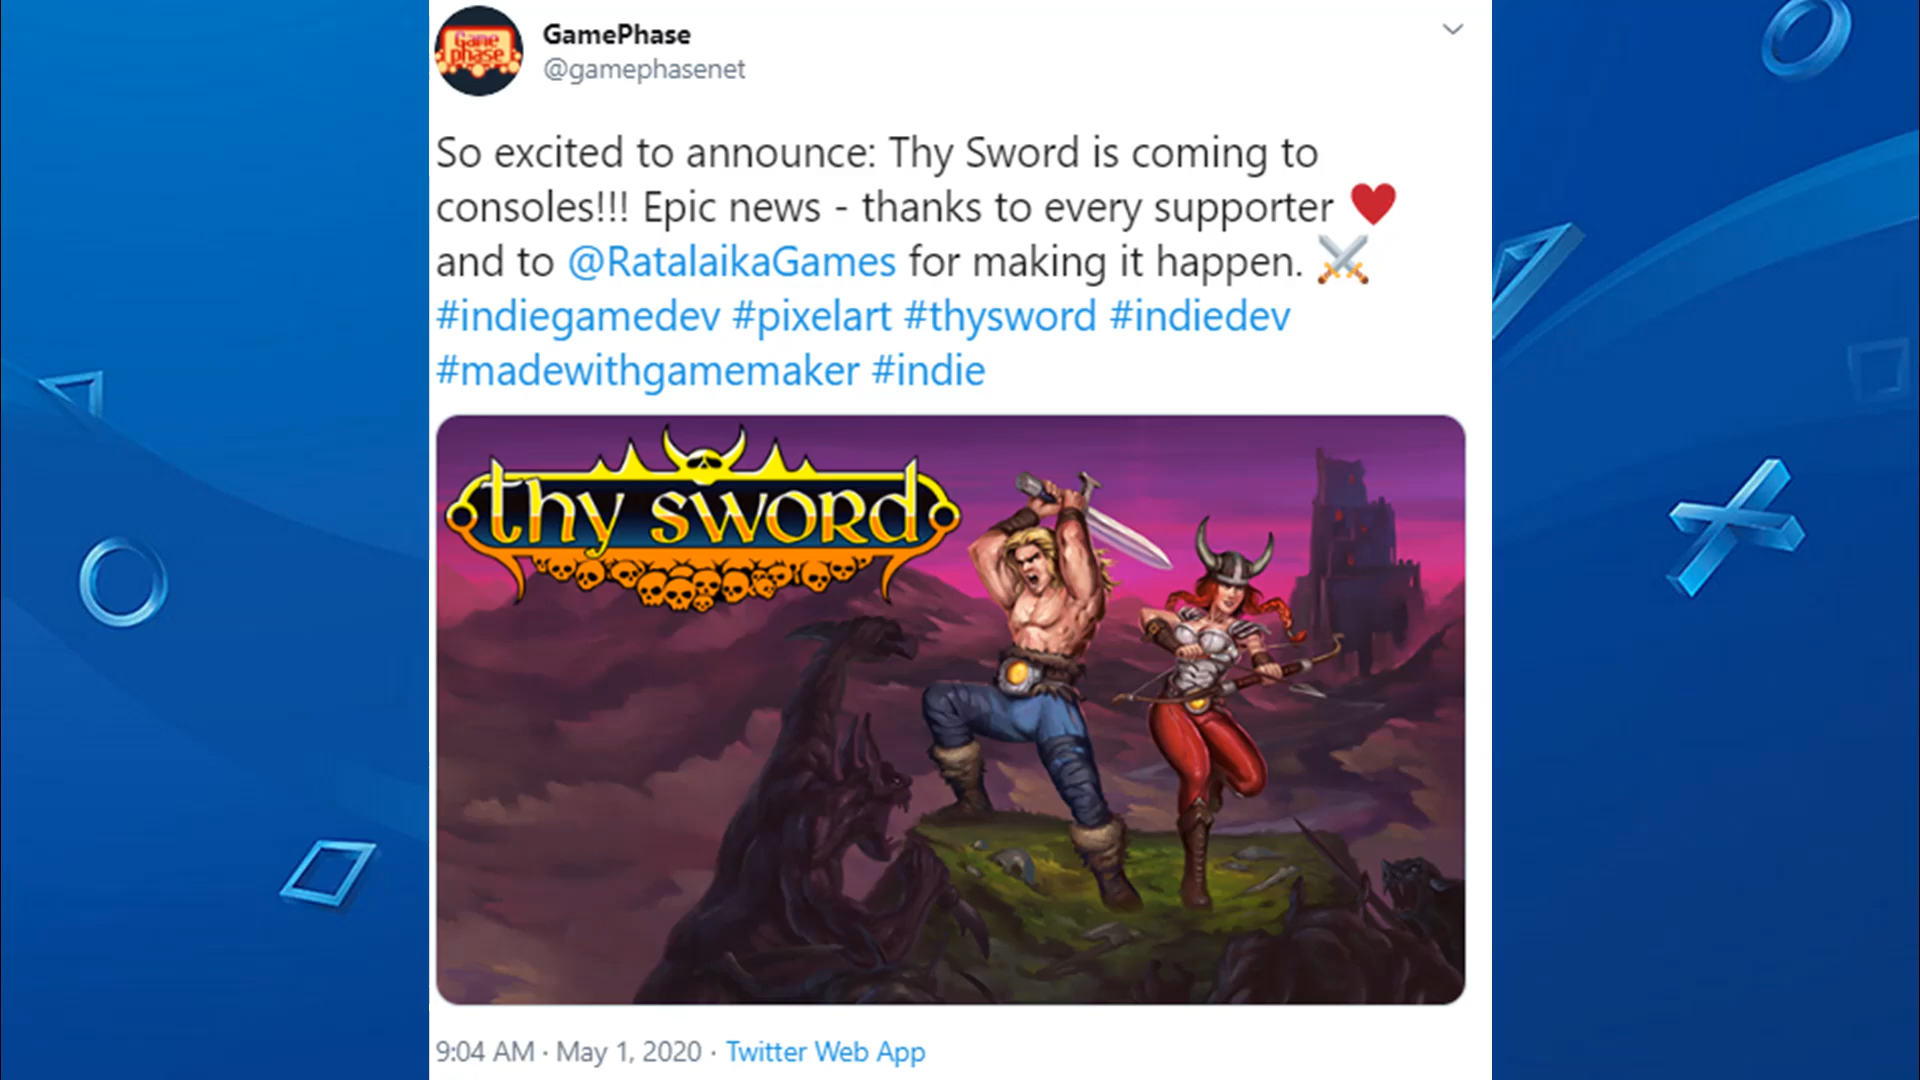 Game
phase
GamePhase
@gamephasenet
So excited to announce: Thy Sword is coming to
consoles!!! Epic news - thanks to every supporter ♥
and to @RatalaikaGames for making it happen. ⚔
#indiegamedev #pixelart #thysword #indiedev
#madewithgamemaker #indie
thy sword
9:04 AM · May 1, 2020 · Twitter Web App